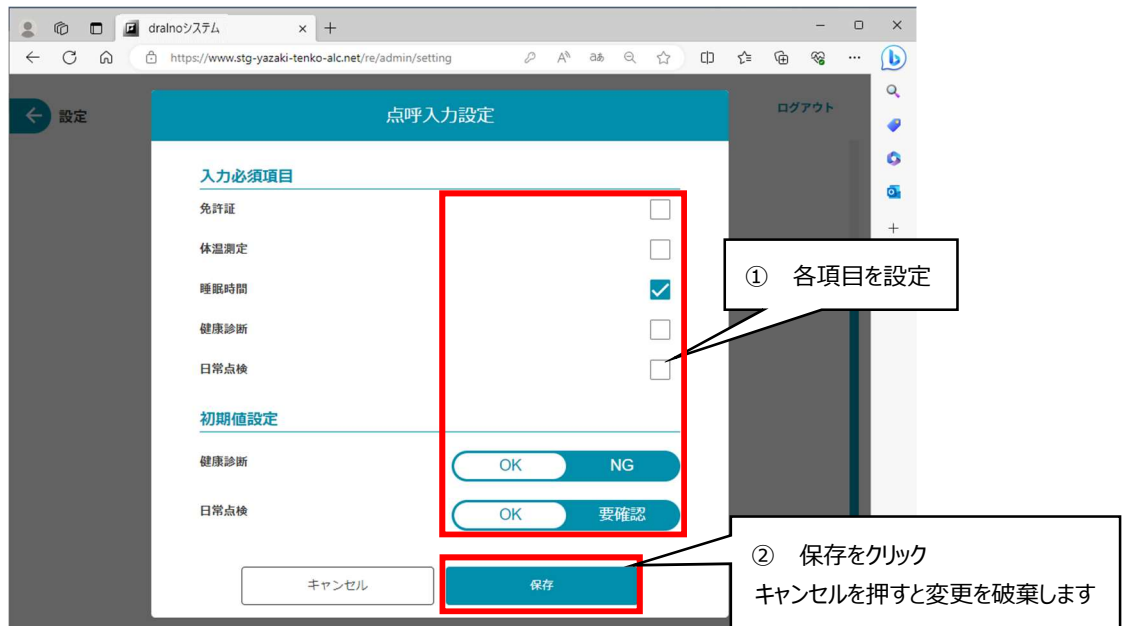 dralnoシステム
https://www.stg-yazaki-tenko-alc.net/re/admin/setting
設定
点呼入力設定
ログアウト
入力必須項目
免許証
体温測定
① 各項目を設定
睡眠時間
健康診断
日常点検
初期値設定
健康診断 OK NG
日常点検 OK 要確認
② 保存をクリック
キャンセルを押すと変更を破棄します
キャンセル 保存